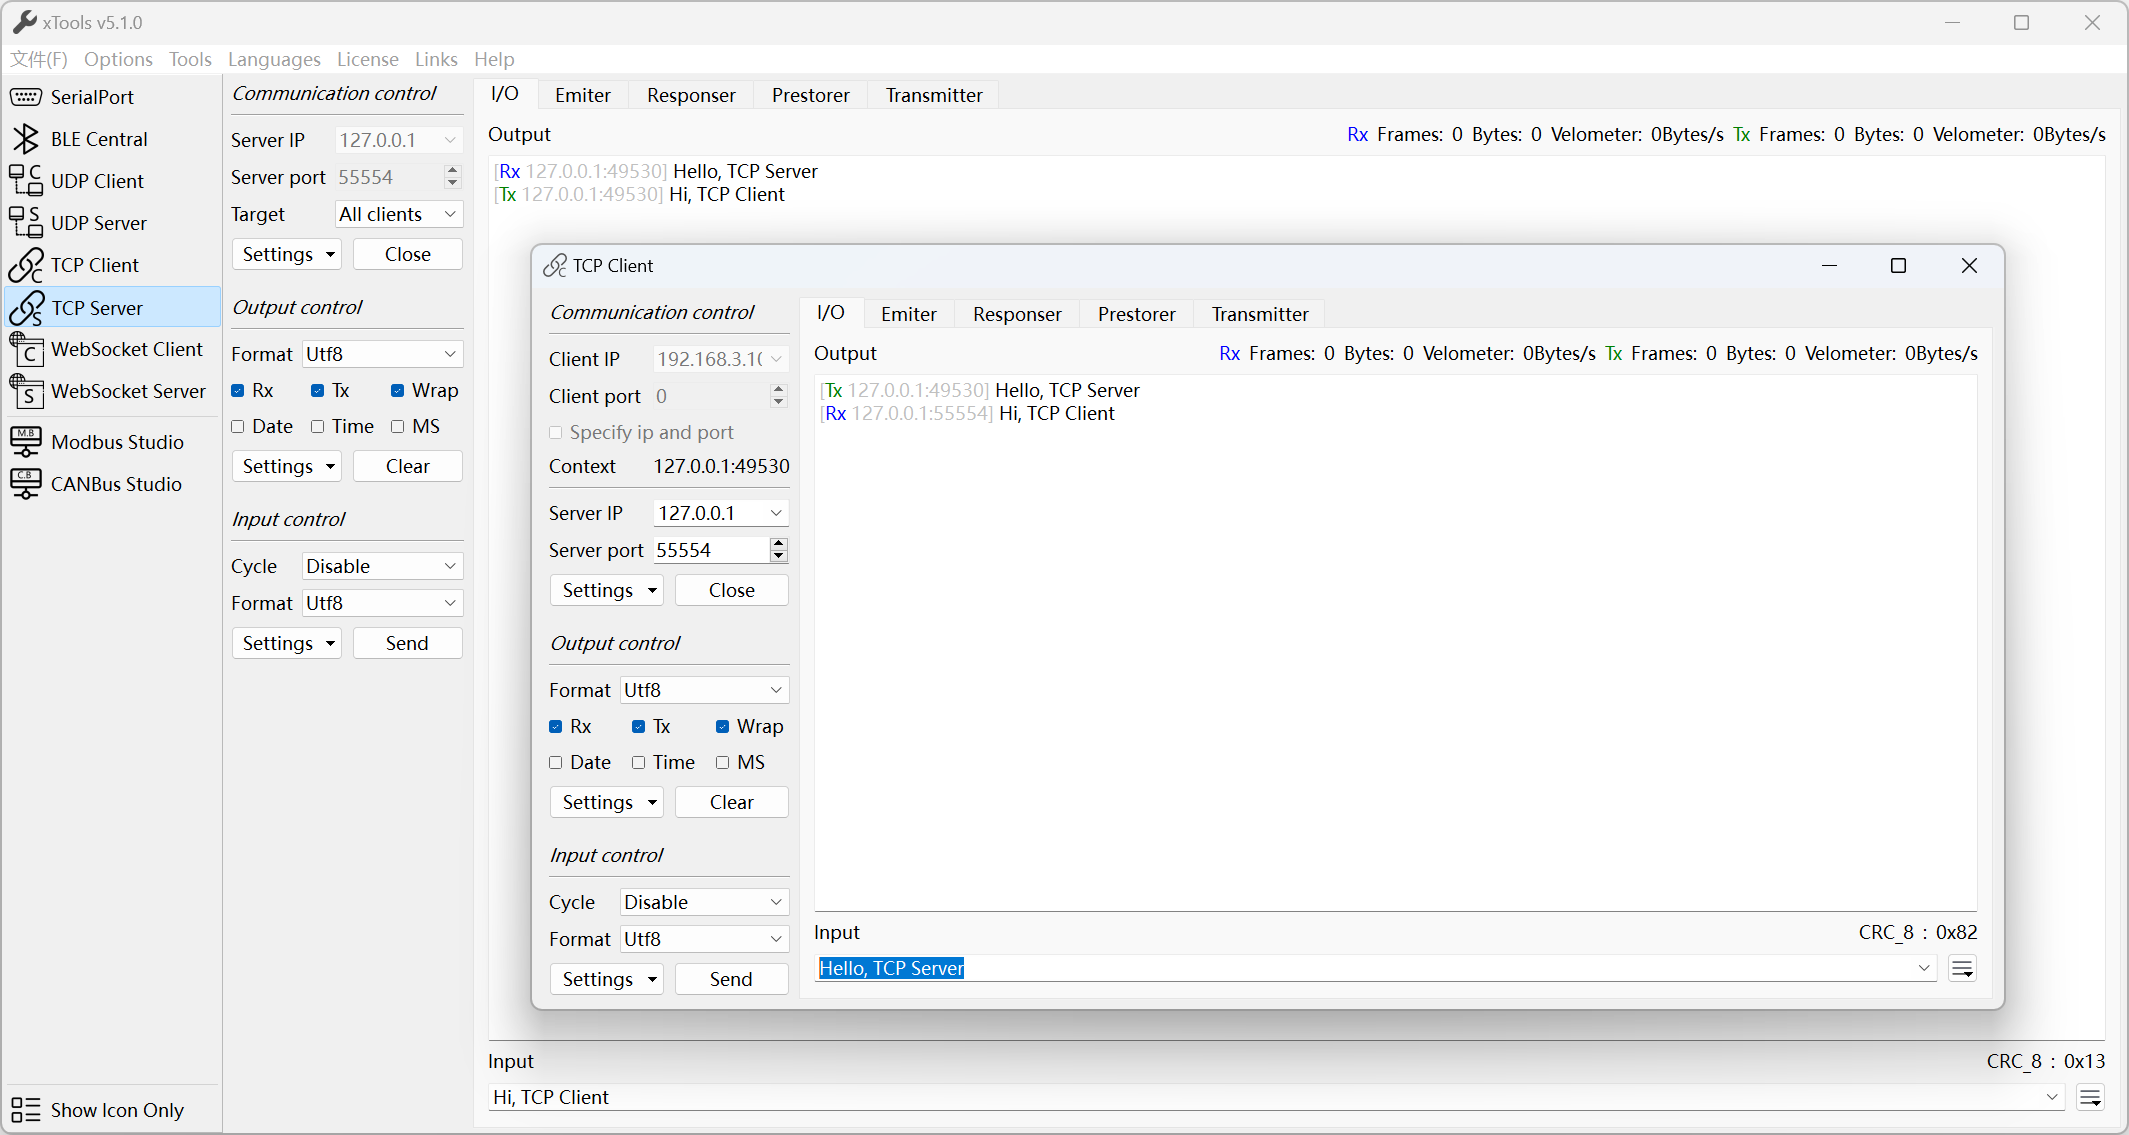 xTools v5.1.0
文件(F) Options Tools Languages License Links Help
SerialPort
BLE Central
UDP Client
UDP Server
TCP Client
TCP Server
WebSocket Client
WebSocket Server
Modbus Studio
CANBus Studio
Show Icon Only
Communication control
Server IP 127.0.0.1
Server port 55554
Target All clients
Settings Close
Output control
Format Utf8
Rx Tx Wrap
Date Time MS
Settings Clear
Input control
Cycle Disable
Format Utf8
Settings Send
I/O Emiter Responser Prestorer Transmitter
Output Rx Frames: 0 Bytes: 0 Velometer: 0Bytes/s Tx Frames: 0 Bytes: 0 Velometer: 0Bytes/s
[Rx 127.0.0.1:49530] Hello, TCP Server
[Tx 127.0.0.1:49530] Hi, TCP Client
TCP Client
Communication control
Client IP 192.168.3.1
Client port 0
Specify ip and port
Context 127.0.0.1:49530
Server IP 127.0.0.1
Server port 55554
Settings Close
Output control
Format Utf8
Rx Tx Wrap
Date Time MS
Settings Clear
Input control
Cycle Disable
Format Utf8
Settings Send
I/O Emiter Responser Prestorer Transmitter
Output Rx Frames: 0 Bytes: 0 Velometer: 0Bytes/s Tx Frames: 0 Bytes: 0 Velometer: 0Bytes/s
[Tx 127.0.0.1:49530] Hello, TCP Server
[Rx 127.0.0.1:55554] Hi, TCP Client
Input CRC_8 : 0x82
Hello, TCP Server
Input CRC_8 : 0x13
Hi, TCP Client